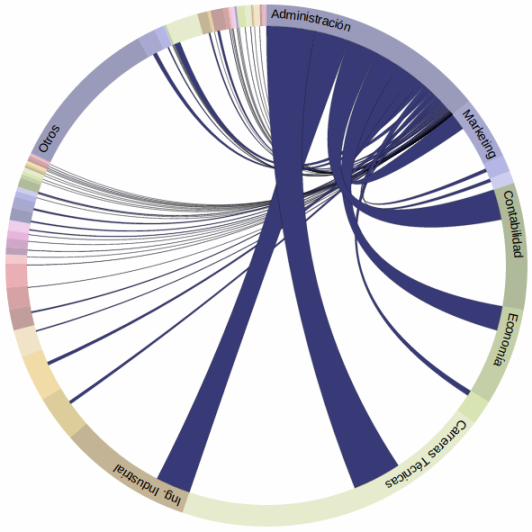 Administración
Marketing
Contabilidad
Economía
Carreras Técnicas
Ing. Industrial
Otros